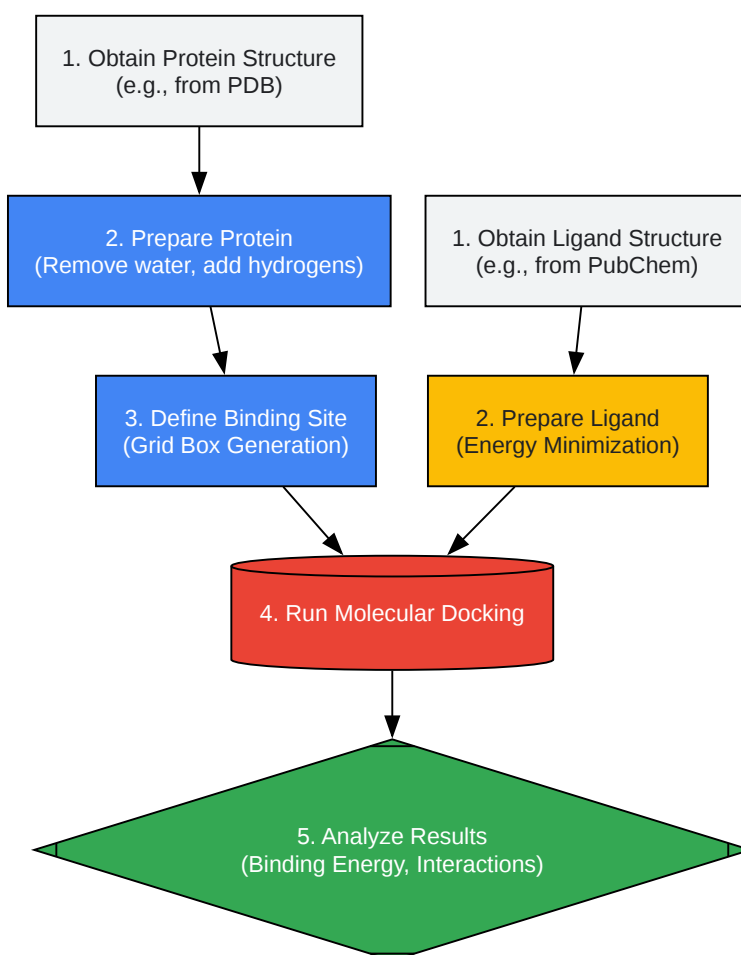 1. Obtain Protein Structure
(e.g., from PDB)
2. Prepare Protein
(Remove water, add hydrogens)
1. Obtain Ligand Structure
(e.g., from PubChem)
3. Define Binding Site
(Grid Box Generation)
2. Prepare Ligand
(Energy Minimization)
4. Run Molecular Docking
5. Analyze Results
(Binding Energy, Interactions)